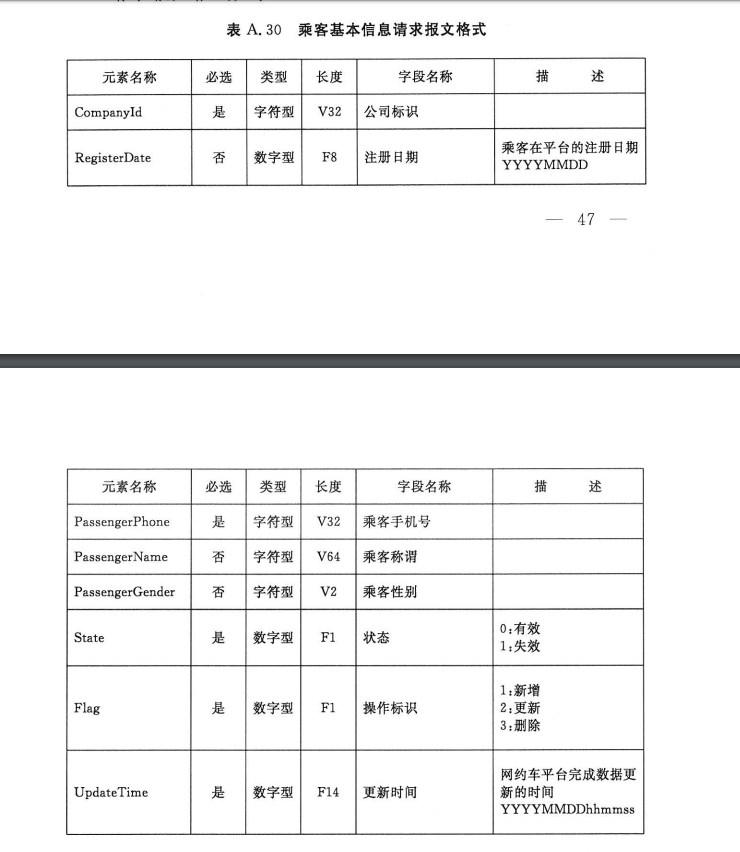 表 A.30 乘客基本信息请求报文格式
元素名称 必选 类型 长度 字段名称 描 述
CompanyId 是 字符型 V32 公司标识
RegisterDate 否 数字型 F8 注册日期 乘客在平台的注册日期
YYYYMMDD
— 47 —
元素名称 必选 类型 长度 字段名称 描 述
PassengerPhone 是 字符型 V32 乘客手机号
PassengerName 否 字符型 V64 乘客称谓
PassengerGender 否 字符型 V2 乘客性别
State 是 数字型 F1 状态 0:有效
1:失效
Flag 是 数字型 F1 操作标识 1:新增
2:更新
3:删除
UpdateTime 是 数字型 F14 更新时间 网约车平台完成数据更
新的时间
YYYYMMDDhhmmss